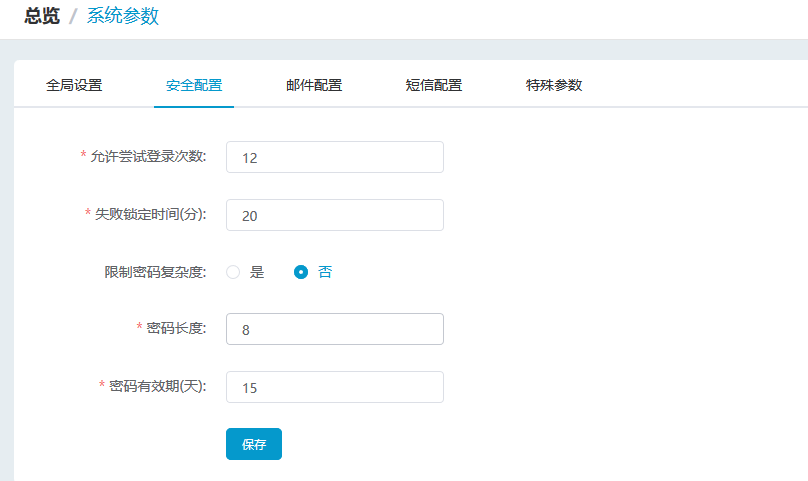 总览 / 系统参数
全局设置 安全配置 邮件配置 短信配置 特殊参数
* 允许尝试登录次数: 12
* 失败锁定时间(分): 20
限制密码复杂度: 是 否
* 密码长度: 8
* 密码有效期(天): 15
保存